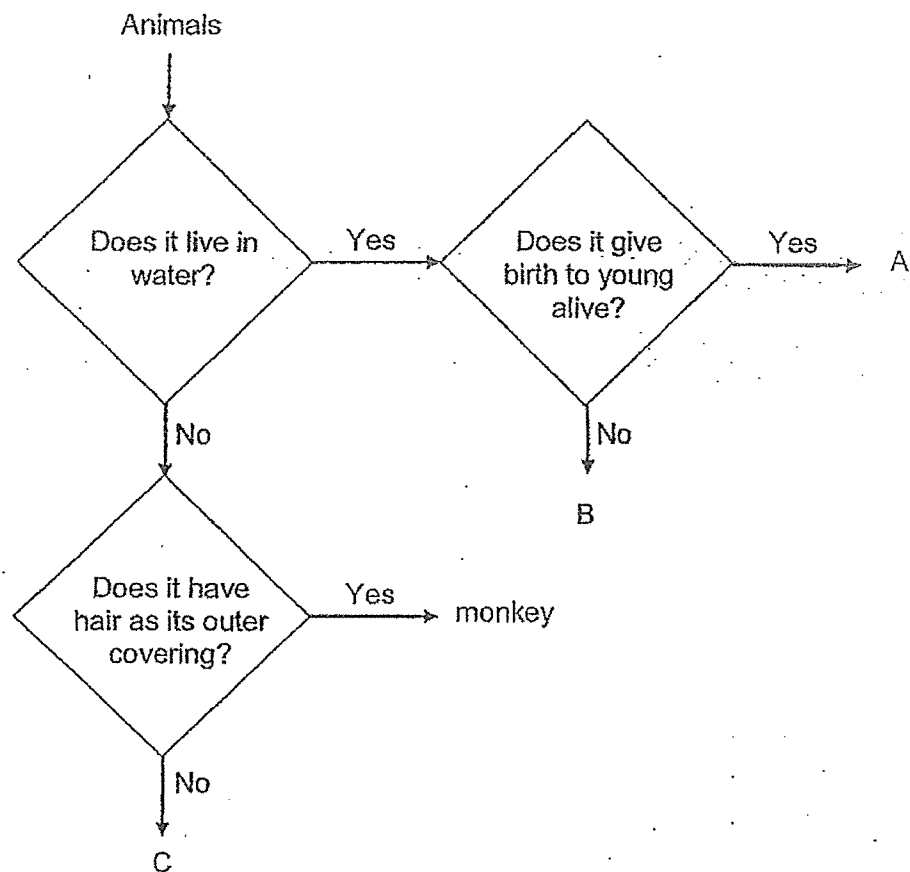 Animals
Does it live in
water?
Yes
Does it give
birth to young
alive?
Yes
A
No
No
B
Does it have
hair as its outer
covering?
Yes
monkey
No
C